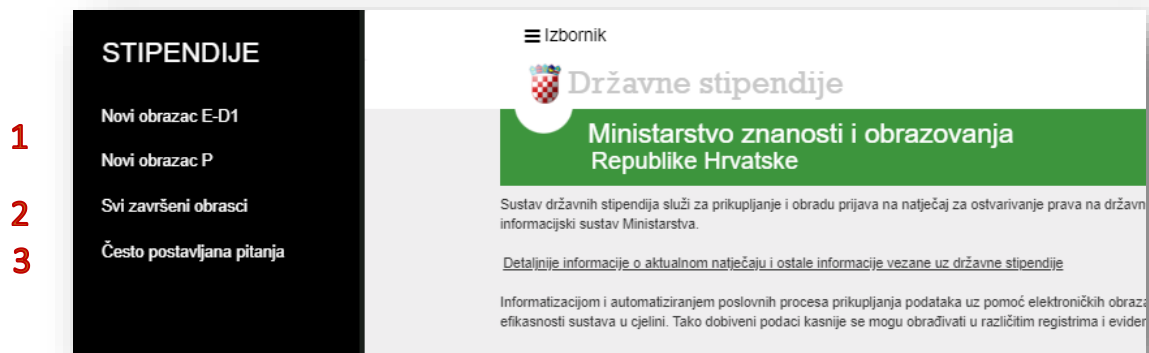 STIPENDIJE
Novi obrazac E-D1
1
Novi obrazac P
2
Svi završeni obrasci
3
Često postavljana pitanja
Izbornik
Državne stipendije
Ministarstvo znanosti i obrazovanja
Republike Hrvatske
Sustav državnih stipendija služi za prikupljanje i obradu prijava na natječaj za ostvarivanje prava na državn
informacijski sustav Ministarstva.
Detaljnije informacije o aktualnom natječaju i ostale informacije vezane uz državne stipendije
Informatizacijom i automatiziranjem poslovnih procesa prikupljanja podataka uz pomoć elektroničkih obraza
efikasnosti sustava u cjelini. Tako dobiveni podaci kasnije se mogu obrađivati u različitim registrima i eviden